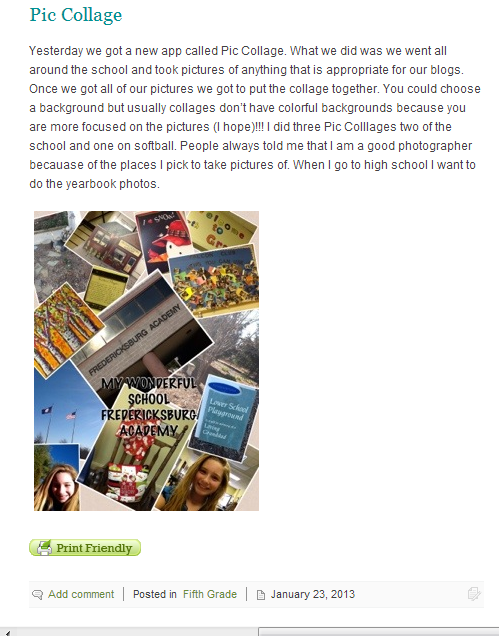 Pic Collage
Yesterday we got a new app called Pic Collage. What we did was we went all
around the school and took pictures of anything that is appropriate for our blogs.
Once we got all of our pictures we got to put the collage together. You could choose
a background but usually collages don't have colorful backgrounds because you
are more focused on the pictures (I hope)!!! I did three Pic Colllages two of the
school and one on softball. People always told me that I am a good photographer
becauase of the places I pick to take pictures of. When I go to high school I want to
do the yearbook photos.
I
SNOW!
elcome
to
FREDERICKSBURG ACADEMY
MY WONDERFUL
SCHOOL
FREDERICKSBURG
ACADEMY
Lower School
Playground
Loving
Print Friendly
Add comment | Posted in Fifth Grade | January 23, 2013